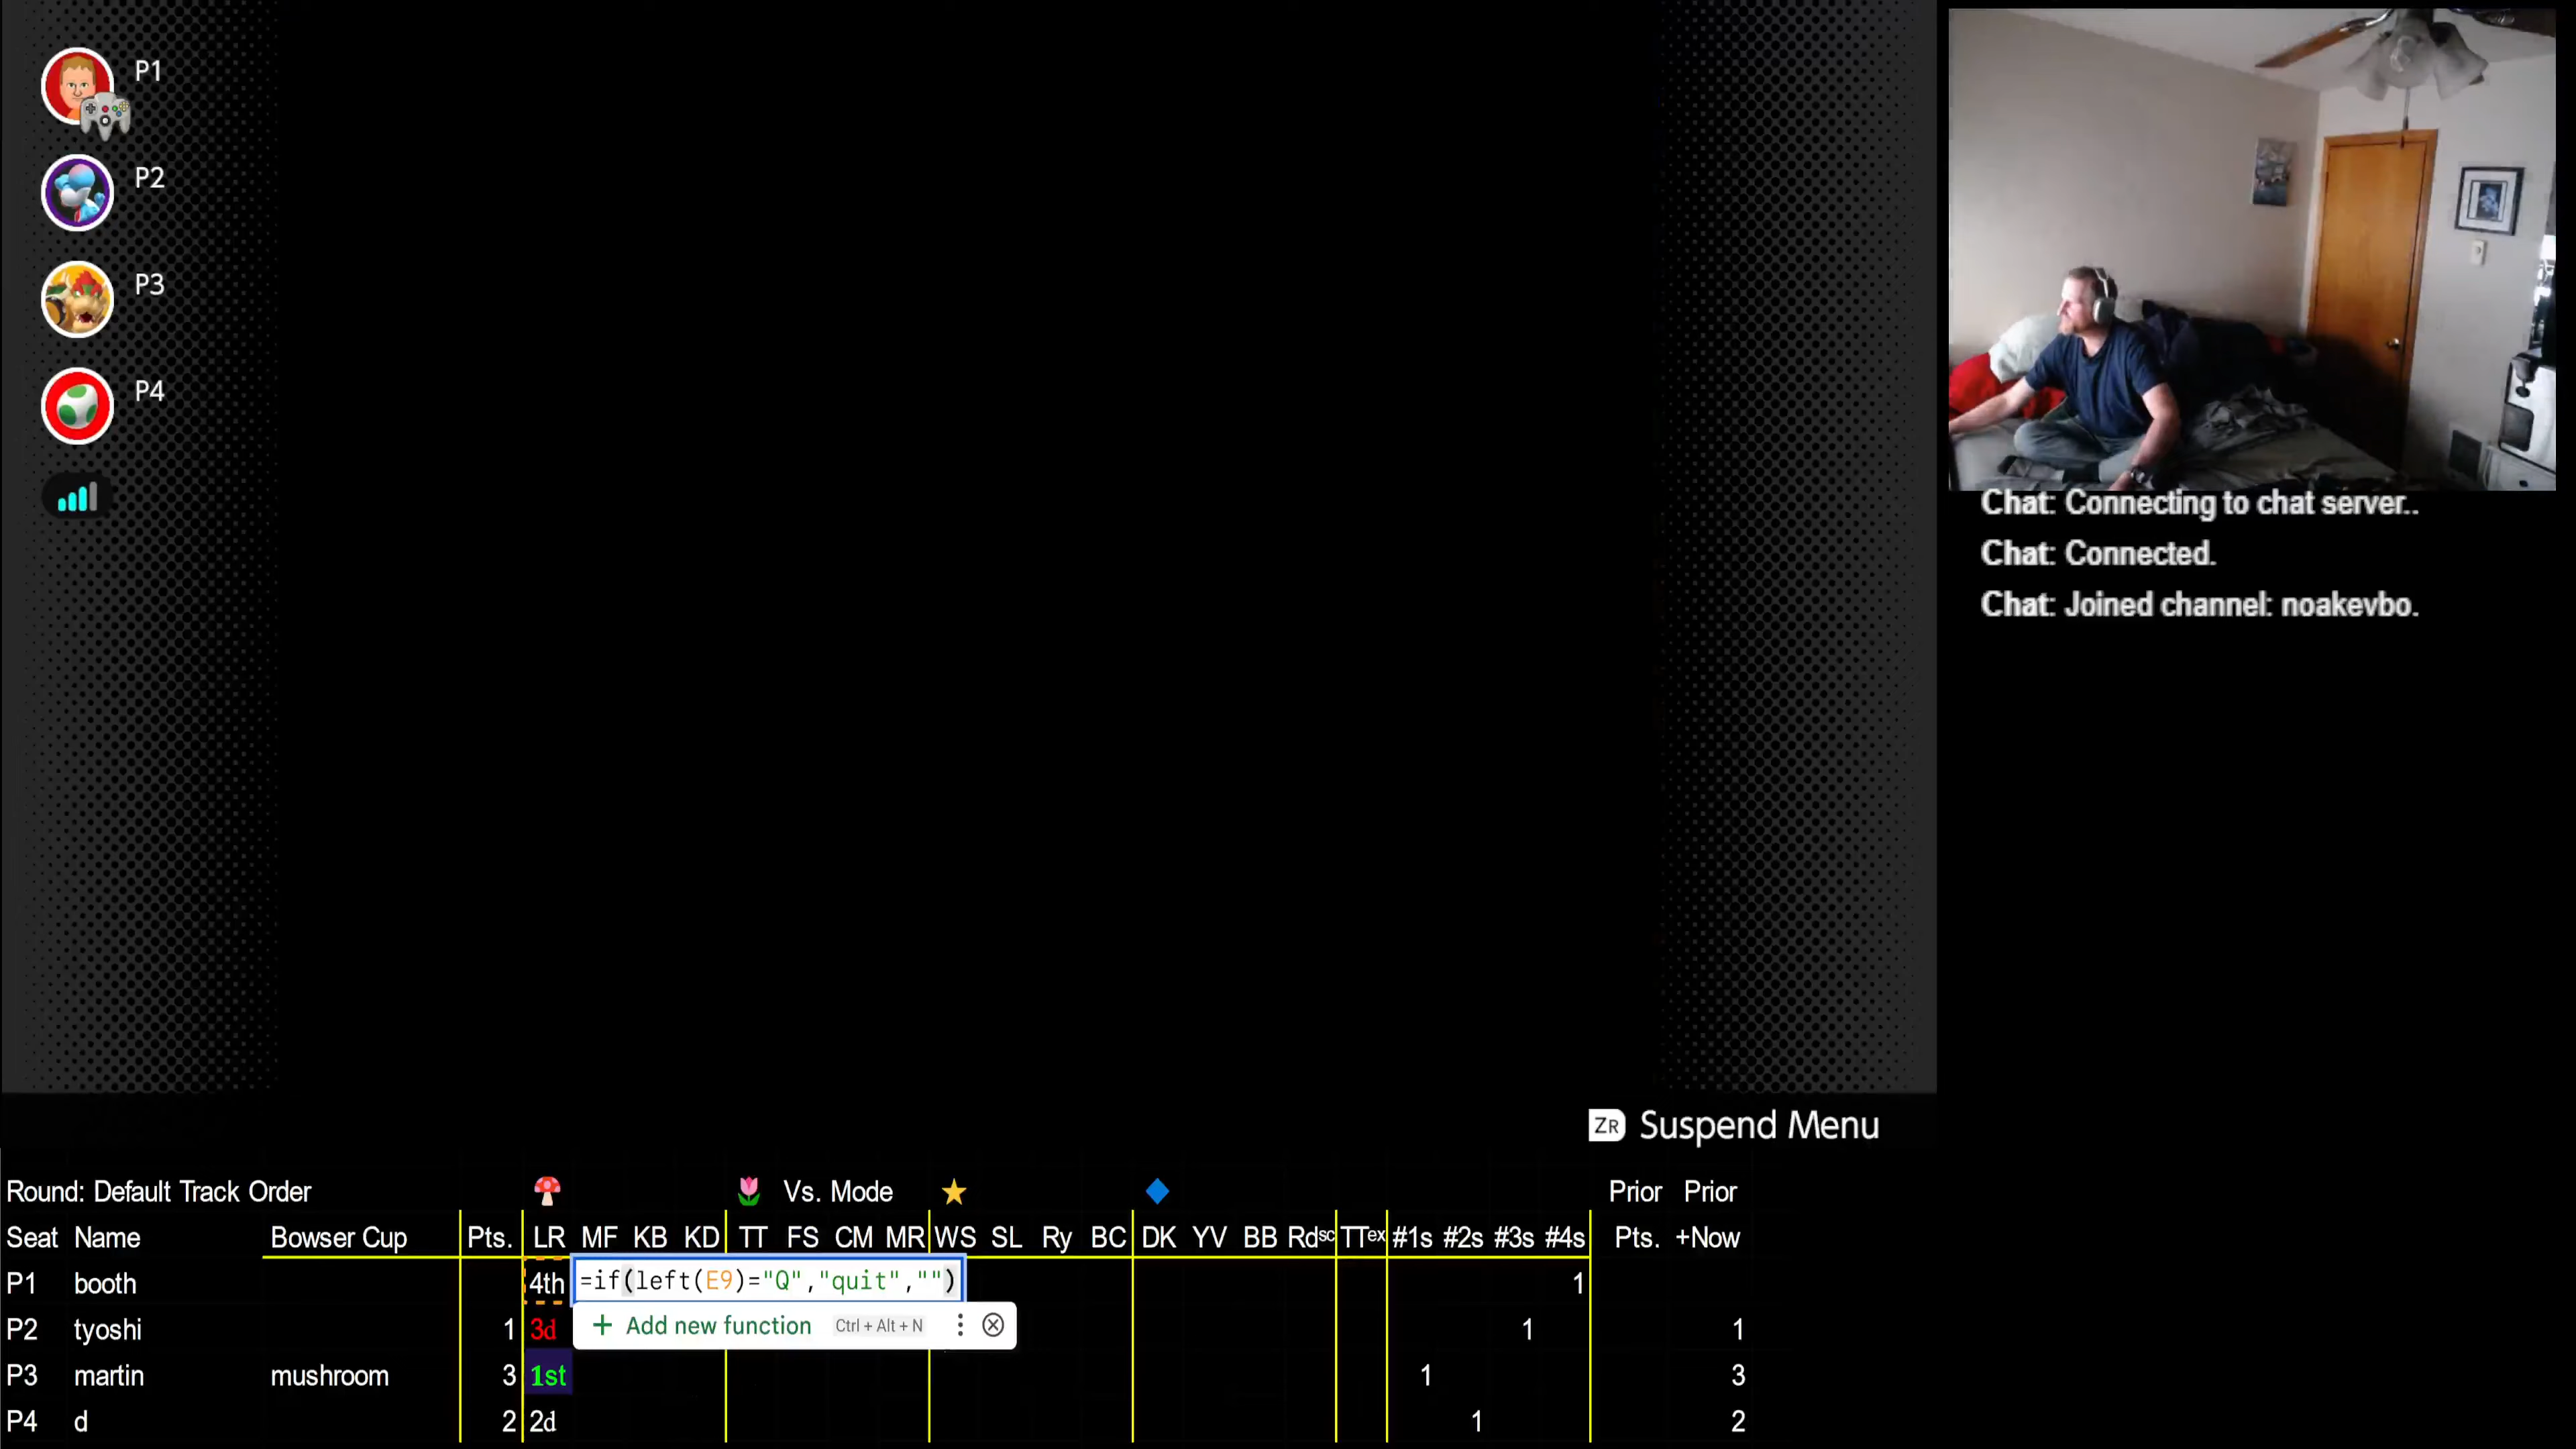 P1
P2
P3
P4
Chat: Connecting to chat server..
Chat: Connected.
Chat: Joined channel: noakevbo.
ZR Suspend Menu
Round: Default Track Order Vs. Mode Prior Prior
Seat Name Bowser Cup Pts. LR MF KB KD TT FS CM MR WS SL Ry BC DK YV BB Rdsc TTex #1s #2s #3s #4s Pts. +Now
P1 booth 4th =if(left(E9)="Q","quit","") 1
P2 tyoshi 1 3d + Add new function Ctrl + Alt + N 1 1
P3 martin mushroom 3 1st 1 3
P4 d 2 2d 1 2